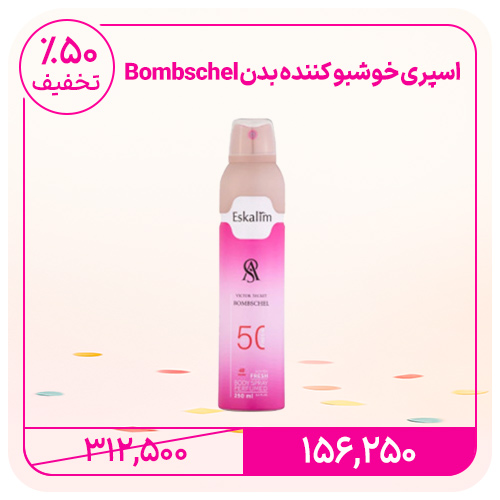 ٪۵۰
تخفیف
اسپری خوشبو کننده بدن Bombschel
Eskalim
VICTOR SECRET
BOMBSCHEL
50
FRESH
BODY SPRAY
PERFUMED
200 ml
۳۱۲,۵۰۰
۱۵۶,۲۵۰